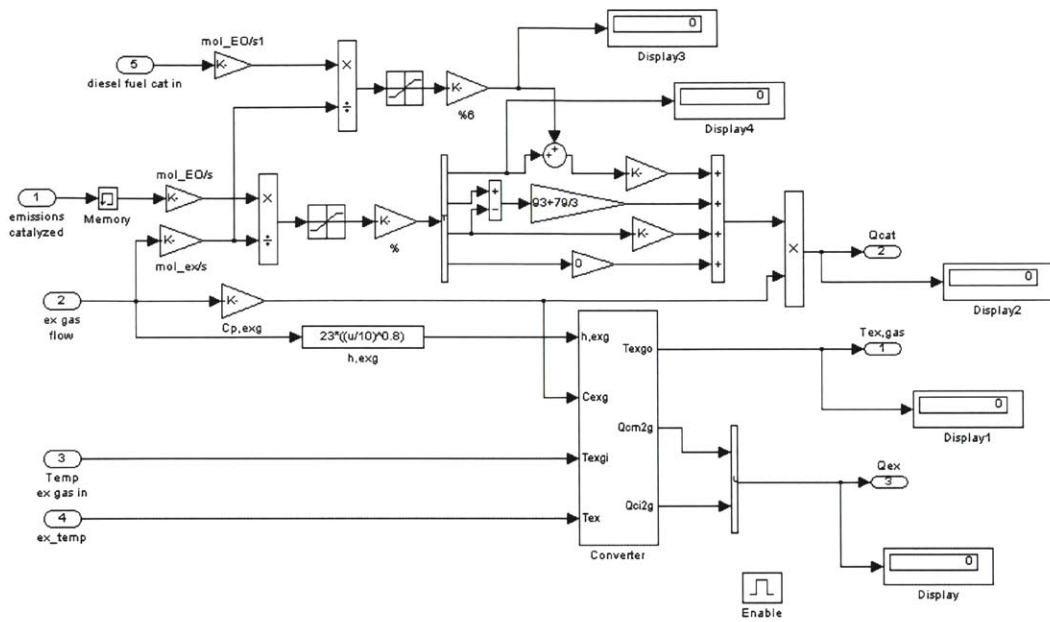 0
Display3
mol_EO/s1
5
diesel fuel cat in
K-
×
÷
K-
%6
0
Display4
+
+
1
emissions
catalyzed
Memory
mol_EO/s
K-
×
÷
K-
%
+
−
93+79/3
K-
K-
0
+
+
+
+
×
Qcat
2
0
Display2
K-
mol_ex/s
2
ex gas
flow
K-
Cp,exg
23*((u/10)^0.8)
h,exg
h,exg
Cexg
Texgi
Tex
Texgo
Qcm2g
Qci2g
Converter
Tex,gas
1
0
Display1
3
Temp
ex gas in
4
ex_temp
Qex
3
0
Display
Enable